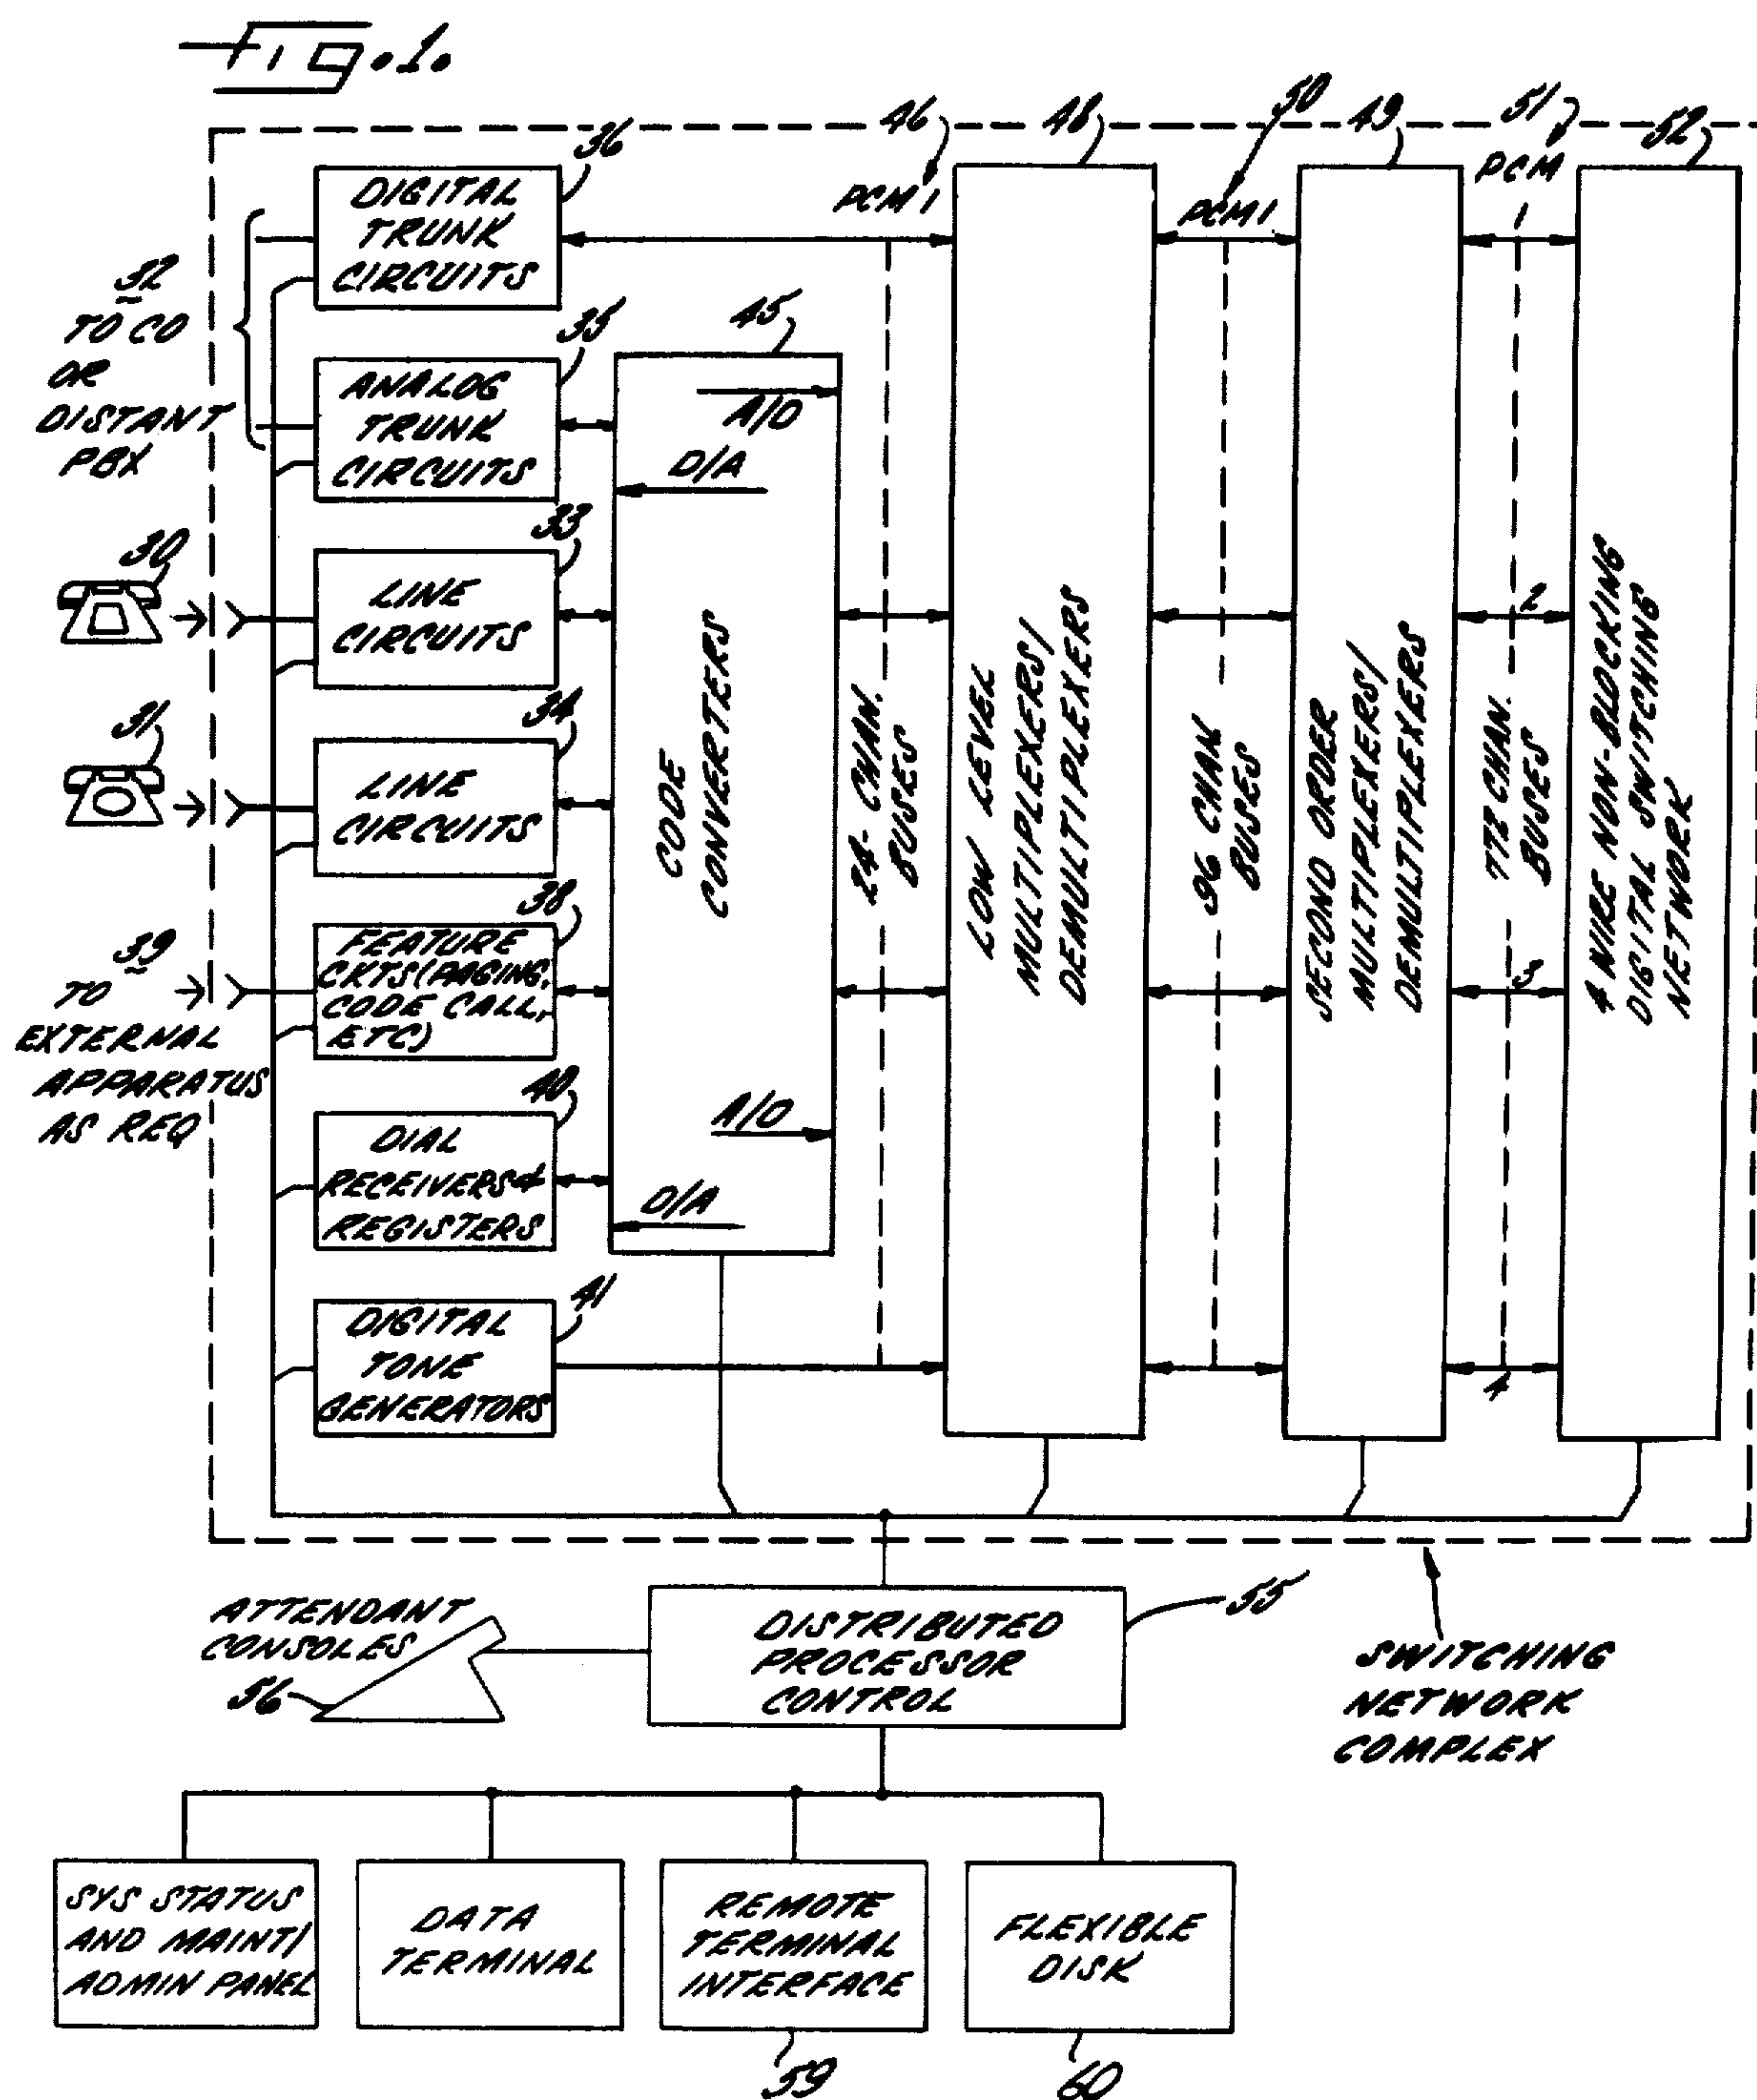 Fig. 1.
46
48
50
49
51
52
36
PCM 1
PCM 1
PCM
1
DIGITAL
TRUNK
CIRCUITS
32
TO CO
OR
DISTANT
PBX
35
ANALOG
TRUNK
CIRCUITS
45
A/D
D/A
30
33
LINE
CIRCUITS
31
34
LINE
CIRCUITS
38
FEATURE
CKTS (PAGING,
CODE CALL,
ETC)
39
TO
EXTERNAL
APPARATUS
AS REQ
40
DIAL
RECEIVERS &
REGISTERS
41
DIGITAL
TONE
GENERATORS
CODE
CONVERTERS
A/D
D/A
24-CHAN.
BUSES
LOW LEVEL
MULTIPLEXERS/
DEMULTIPLEXERS
96 CHAN
BUSES
SECOND ORDER
MULTIPLEXERS/
DEMULTIPLEXERS
2
772 CHAN.
BUSES
3
4
4 WIRE NON-BLOCKING
DIGITAL SWITCHING
NETWORK
ATTENDANT
CONSOLES
56
DISTRIBUTED
PROCESSOR
CONTROL
55
SWITCHING
NETWORK
COMPLEX
SYS STATUS
AND MAINT/
ADMIN PANEL
DATA
TERMINAL
REMOTE
TERMINAL
INTERFACE
59
FLEXIBLE
DISK
60